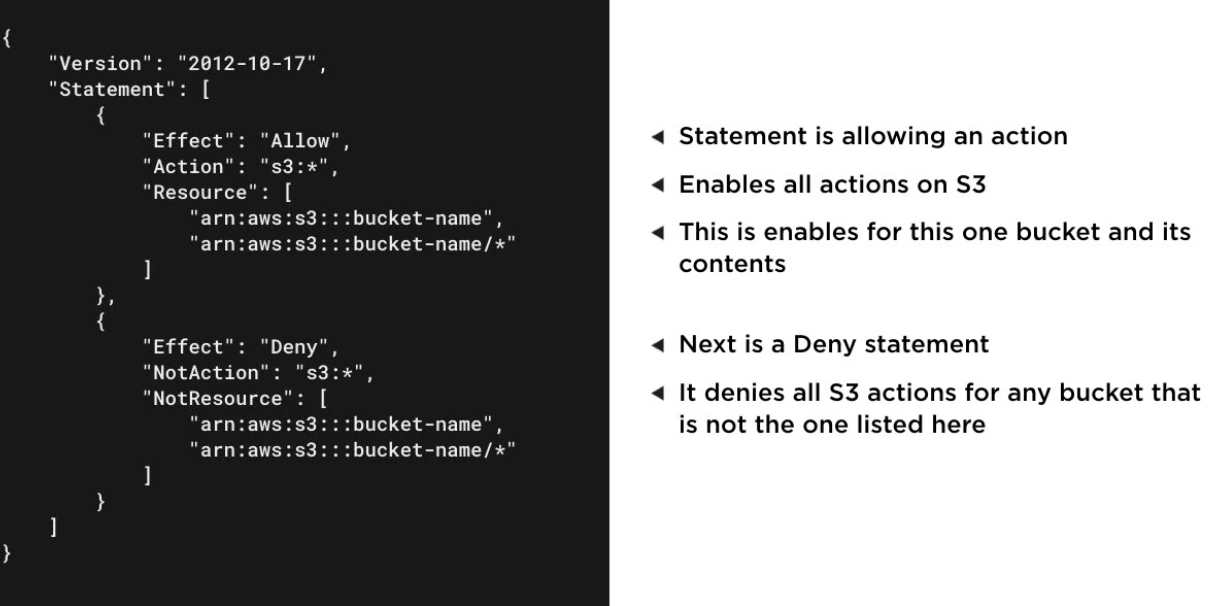 {
"Version": "2012-10-17",
"Statement": [
{
"Effect": "Allow",
"Action": "s3:*",
"Resource": [
"arn:aws:s3:::bucket-name",
"arn:aws:s3:::bucket-name/*"
]
},
{
"Effect": "Deny",
"NotAction": "s3:*",
"NotResource": [
"arn:aws:s3:::bucket-name",
"arn:aws:s3:::bucket-name/*"
]
}
]
}
Statement is allowing an action
Enables all actions on S3
This is enables for this one bucket and its
contents
Next is a Deny statement
It denies all S3 actions for any bucket that
is not the one listed here